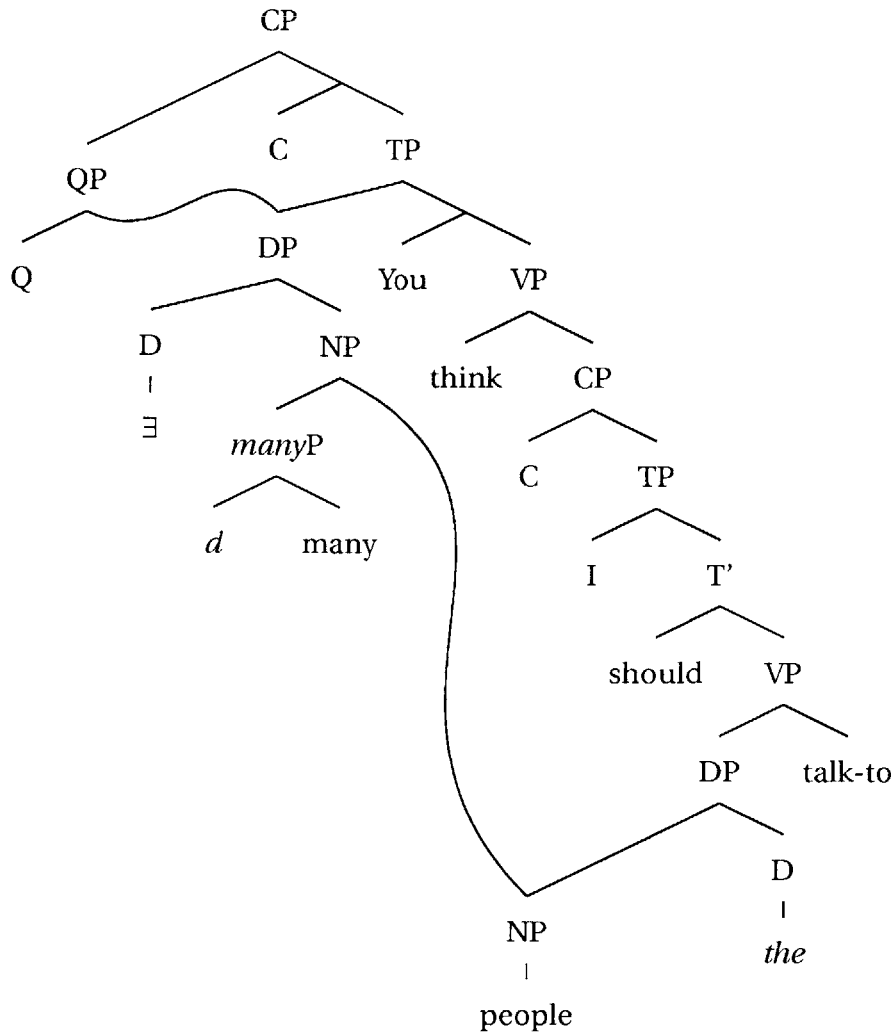 CP
C TP
QP
DP You VP
Q
D NP think CP
∃ manyP C TP
d many I T’
should VP
DP talk-to
D
NP the
people